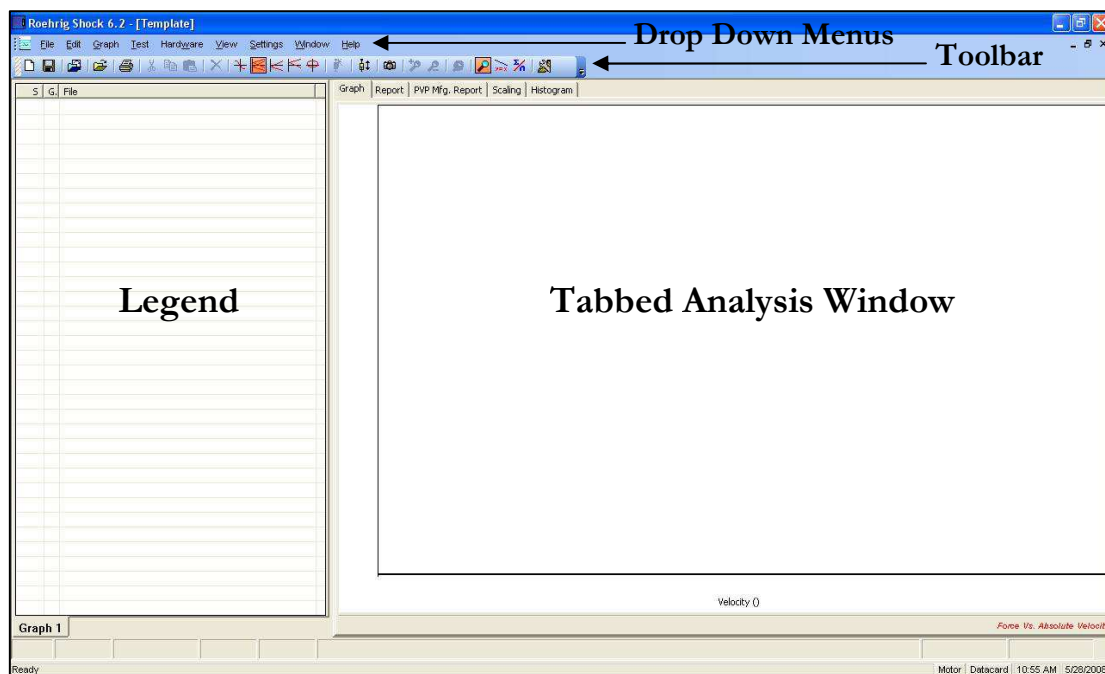 Roehrig Shock 6.2 - [Template]
File Edit Graph Test Hardware View Settings Window Help
Drop Down Menus
Toolbar
S G. File
Graph Report PVP Mfg. Report Scaling Histogram
Legend
Tabbed Analysis Window
Velocity ()
Graph 1
Force Vs. Absolute Velocit
Ready
Motor Datacard 10:55 AM 5/28/2008